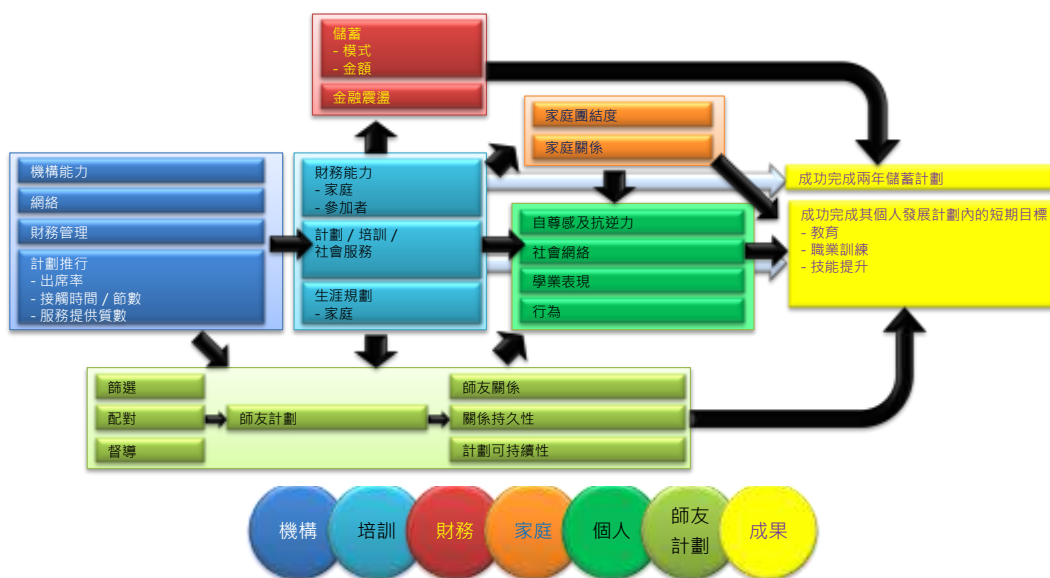 儲蓄
- 模式
- 金額
金融震盪
家庭團結度
家庭關係
機構能力
網絡
財務管理
計劃推行
- 出席率
- 接觸時間 / 節數
- 服務提供質數
財務能力
- 家庭
- 參加者
計劃 / 培訓 /
社會服務
生涯規劃
- 家庭
自尊感及抗逆力
社會網絡
學業表現
行為
成功完成兩年儲蓄計劃
成功完成其個人發展計劃內的短期目標
- 教育
- 職業訓練
- 技能提升
篩選
配對
督導
師友計劃
師友關係
關係持久性
計劃可持續性
機構
培訓
財務
家庭
個人
師友
計劃
成果